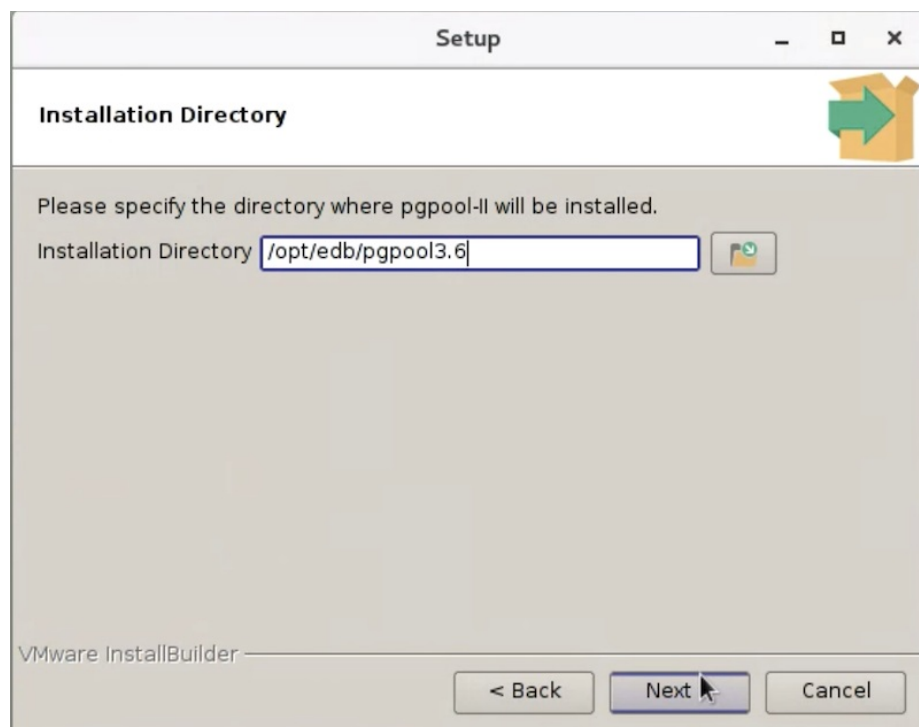 Setup
Installation Directory
Please specify the directory where pgpool-II will be installed.
Installation Directory /opt/edb/pgpool3.6
VMware InstallBuilder
< Back Next Cancel